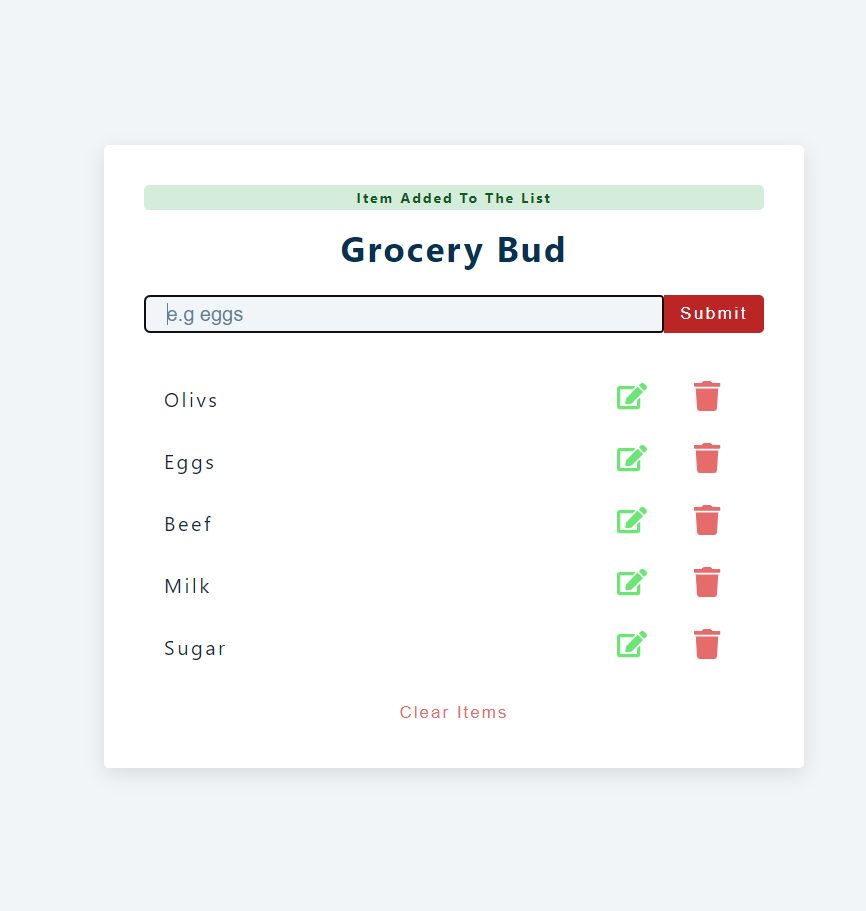 Item Added To The List
Grocery Bud
e.g eggs
Submit
Olivs
Eggs
Beef
Milk
Sugar
Clear Items